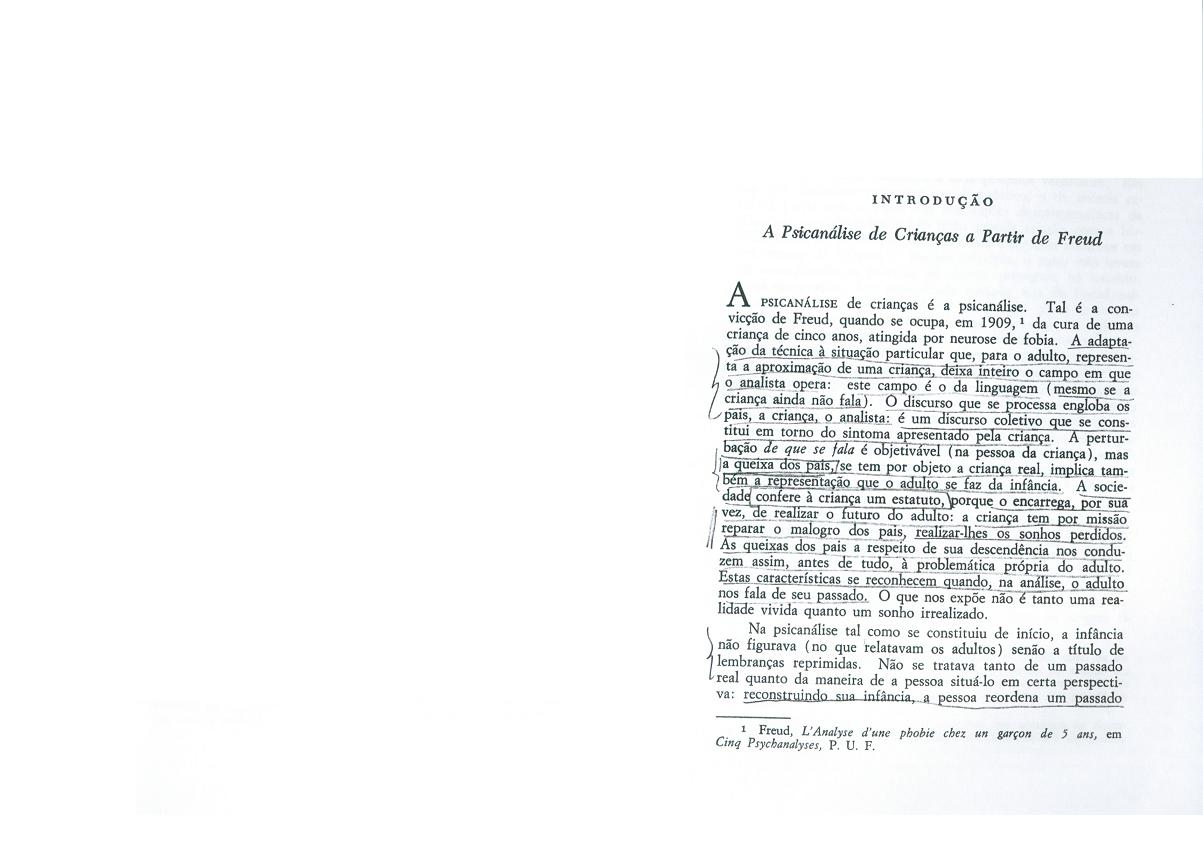 INTRODUÇÃO
A Psicanálise de Crianças a Partir de Freud
A PSICANÁLISE de crianças é a psicanálise. Tal é a con-
vicção de Freud, quando se ocupa, em 1909,¹ da cura de uma
criança de cinco anos, atingida por neurose de fobia. A adapta-
ção da técnica à situação particular que, para o adulto, represen-
ta a aproximação de uma criança, deixa inteiro o campo em que
o analista opera: este campo é o da linguagem (mesmo se a
criança ainda não fala). O discurso que se processa engloba os
pais, a criança, o analista: é um discurso coletivo que se cons-
titui em torno do sintoma apresentado pela criança. A pertur-
bação de que se fala é objetivável (na pessoa da criança), mas
a queixa dos pais, se tem por objeto a criança real, implica tam-
bém a representação que o adulto se faz da infância. A socie-
dade confere à criança um estatuto, porque o encarrega, por sua
vez, de realizar o futuro do adulto: a criança tem por missão
reparar o malogro dos pais, realizar-lhes os sonhos perdidos.
As queixas dos pais a respeito de sua descendência nos condu-
zem assim, antes de tudo, à problemática própria do adulto.
Estas características se reconhecem quando, na análise, o adulto
nos fala de seu passado. O que nos expõe não é tanto uma rea-
lidade vivida quanto um sonho irrealizado.
Na psicanálise tal como se constituiu de início, a infância
não figurava (no que relatavam os adultos) senão a título de
lembranças reprimidas. Não se tratava tanto de um passado
real quanto da maneira de a pessoa situá-lo em certa perspecti-
va: reconstruindo sua infância, a pessoa reordena um passado
¹ Freud, L'Analyse d'une phobie chez un garçon de 5 ans, em
Cinq Psychanalyses, P. U. F.